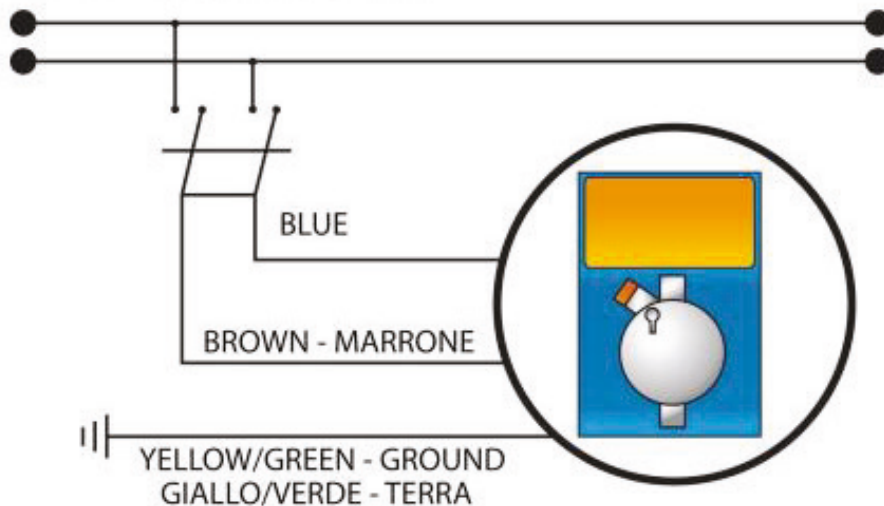 BLUE
BROWN - MARRONE
YELLOW/GREEN - GROUND
GIALLO/VERDE - TERRA